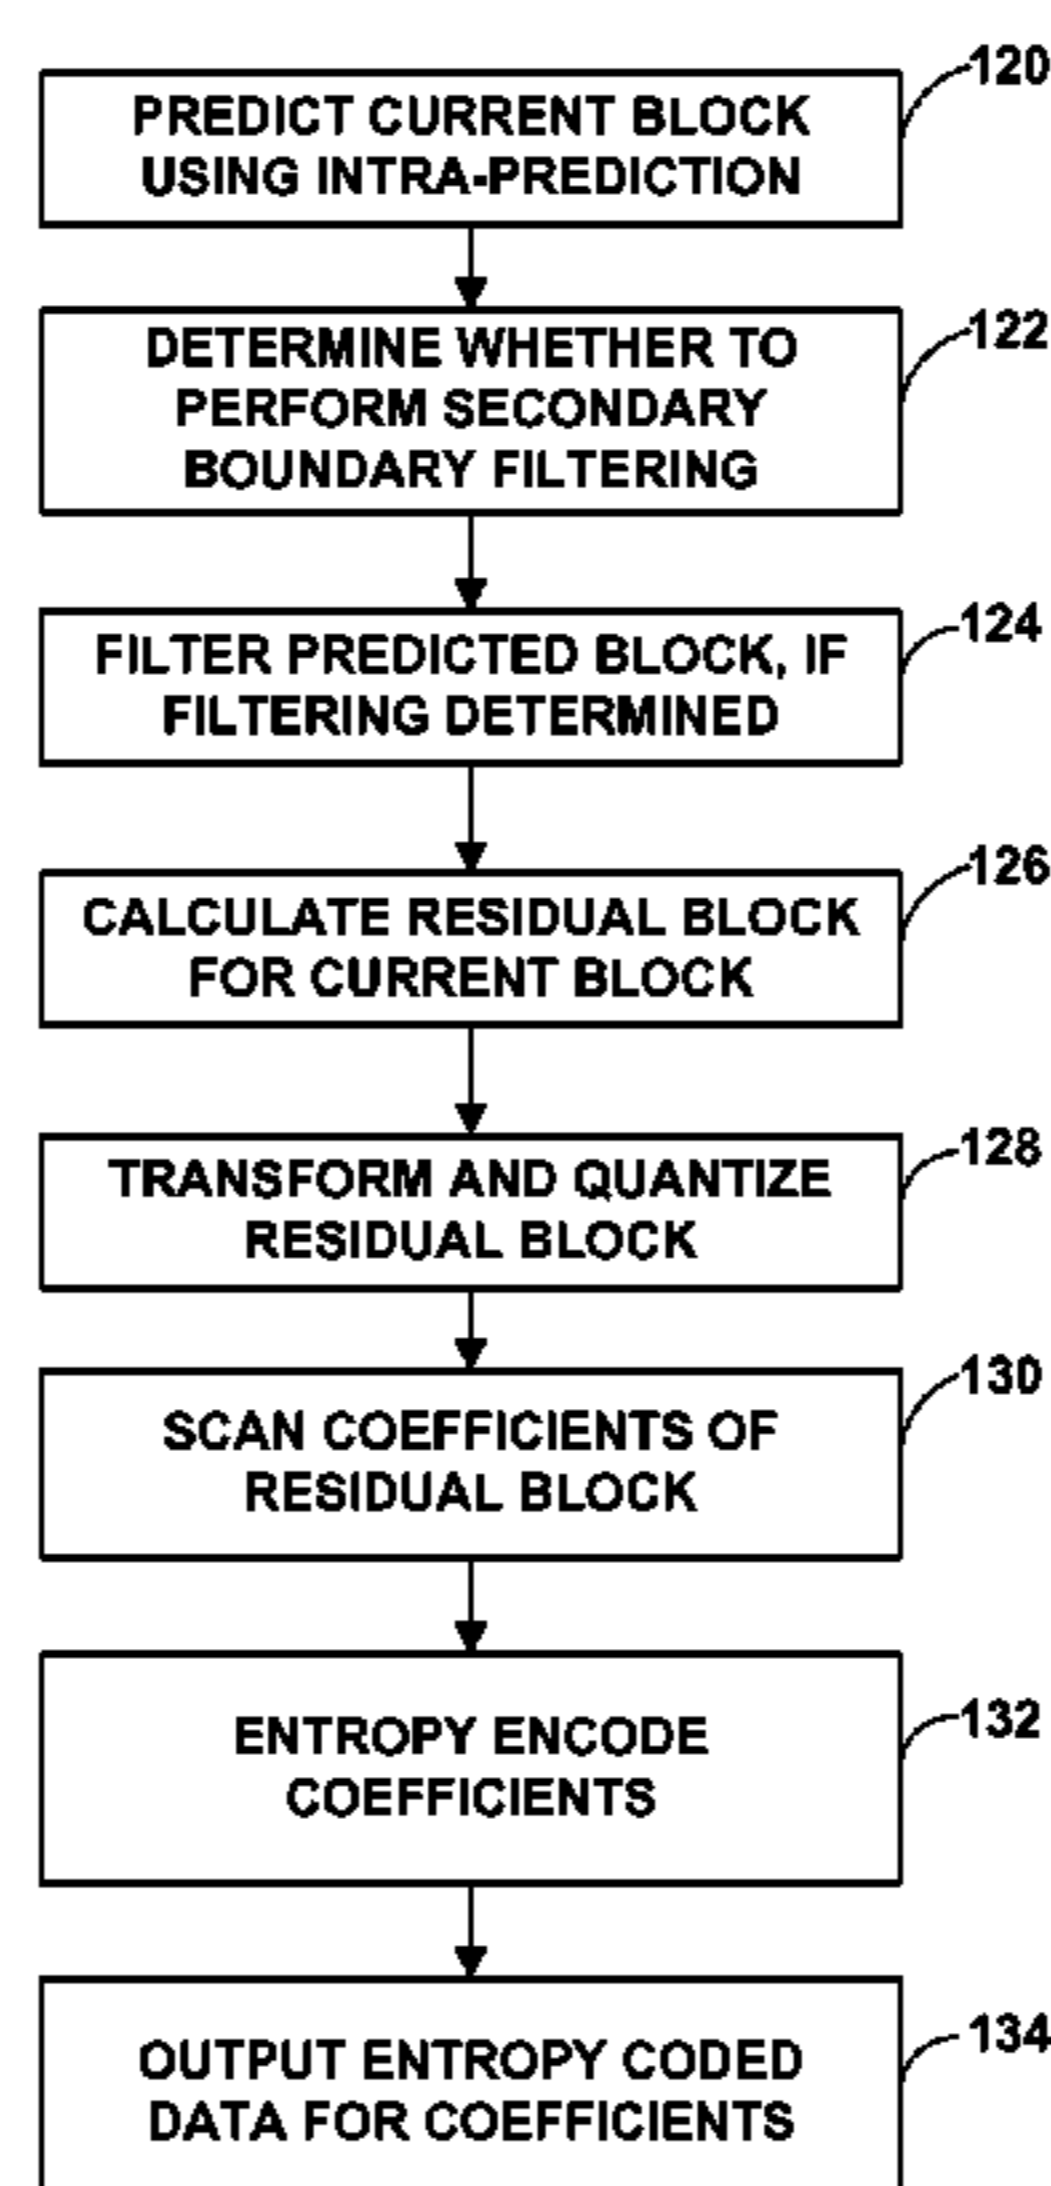 120
PREDICT CURRENT BLOCK
USING INTRA-PREDICTION
122
DETERMINE WHETHER TO
PERFORM SECONDARY
BOUNDARY FILTERING
124
FILTER PREDICTED BLOCK, IF
FILTERING DETERMINED
126
CALCULATE RESIDUAL BLOCK
FOR CURRENT BLOCK
128
TRANSFORM AND QUANTIZE
RESIDUAL BLOCK
130
SCAN COEFFICIENTS OF
RESIDUAL BLOCK
132
ENTROPY ENCODE
COEFFICIENTS
134
OUTPUT ENTROPY CODED
DATA FOR COEFFICIENTS